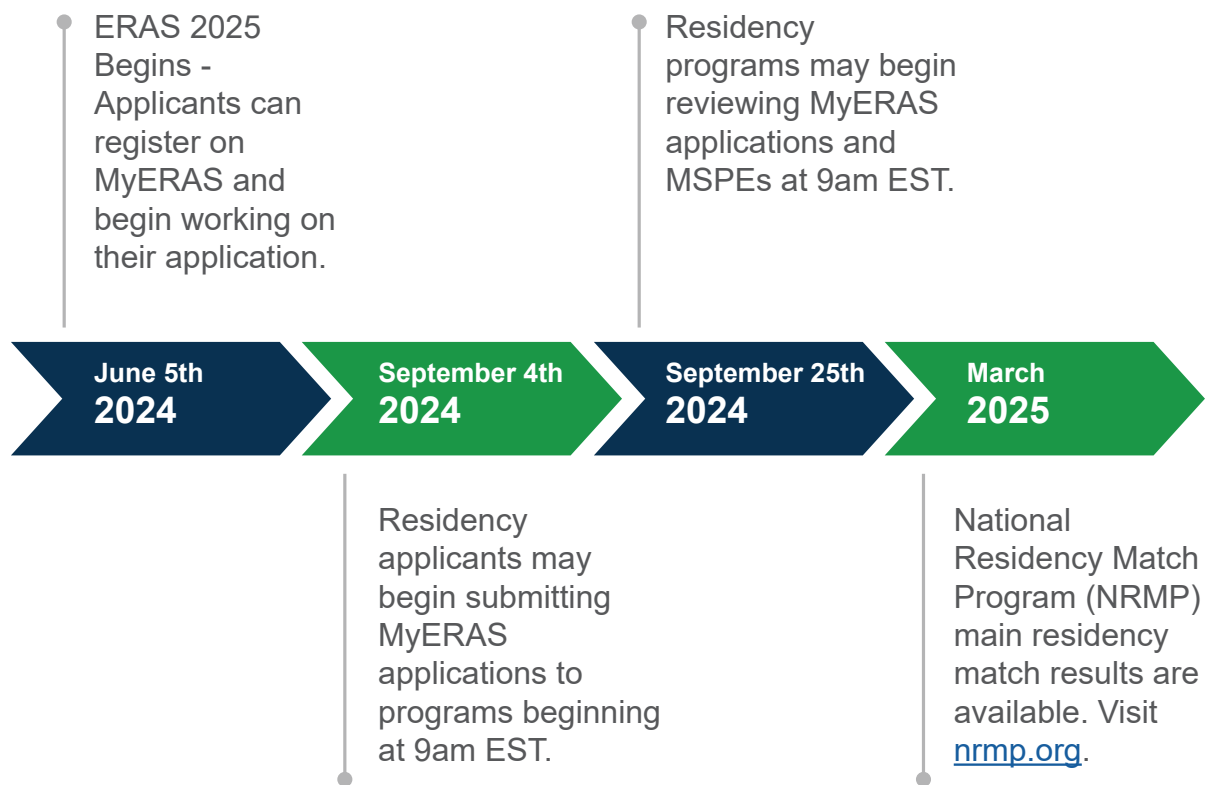 ERAS 2025
Begins -
Applicants can
register on
MyERAS and
begin working on
their application.
Residency
programs may begin
reviewing MyERAS
applications and
MSPEs at 9am EST.
June 5th
2024
September 4th
2024
September 25th
2024
March
2025
Residency
applicants may
begin submitting
MyERAS
applications to
programs beginning
at 9am EST.
National
Residency Match
Program (NRMP)
main residency
match results are
available. Visit
nrmp.org.